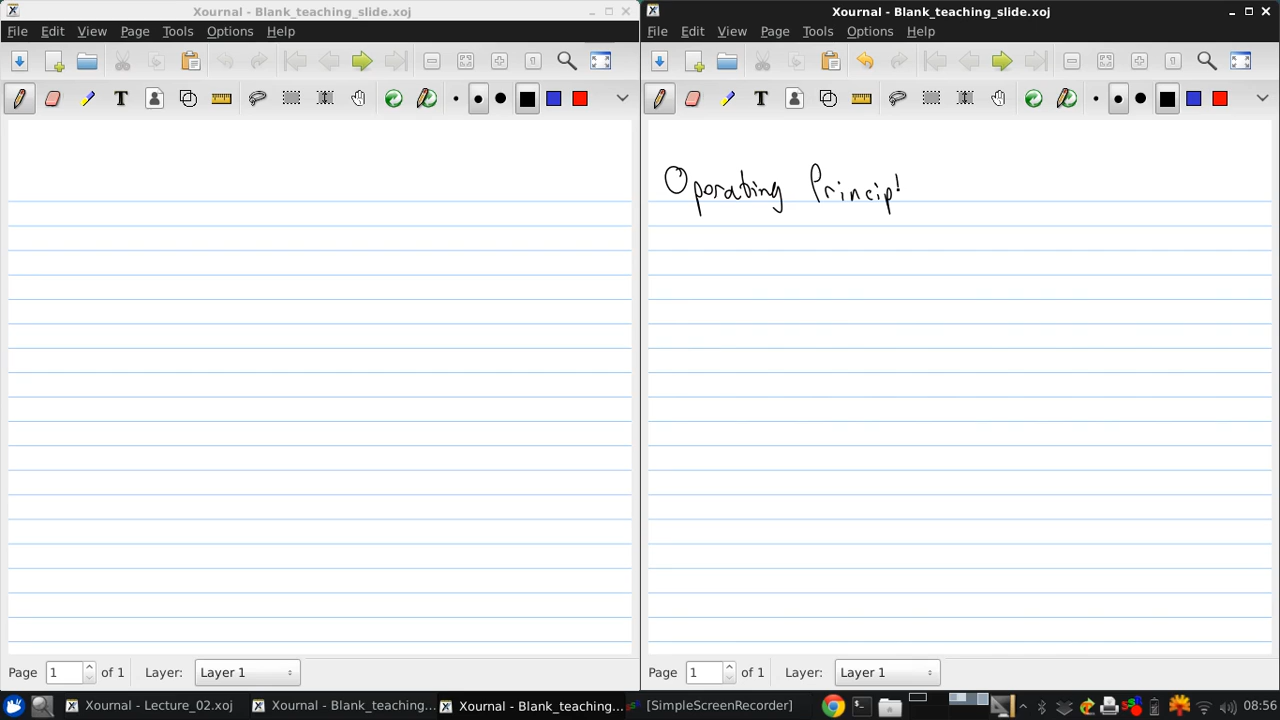 Xournal - Blank_teaching_slide.xoj
File Edit View Page Tools Options Help
Page 1 of 1 Layer: Layer 1
Xournal - Blank_teaching_slide.xoj
File Edit View Page Tools Options Help
Operating Princip
Page 1 of 1 Layer: Layer 1
Xournal - Lecture_02.xoj Xournal - Blank_teaching... Xournal - Blank_teaching... [SimpleScreenRecorder] 08:56